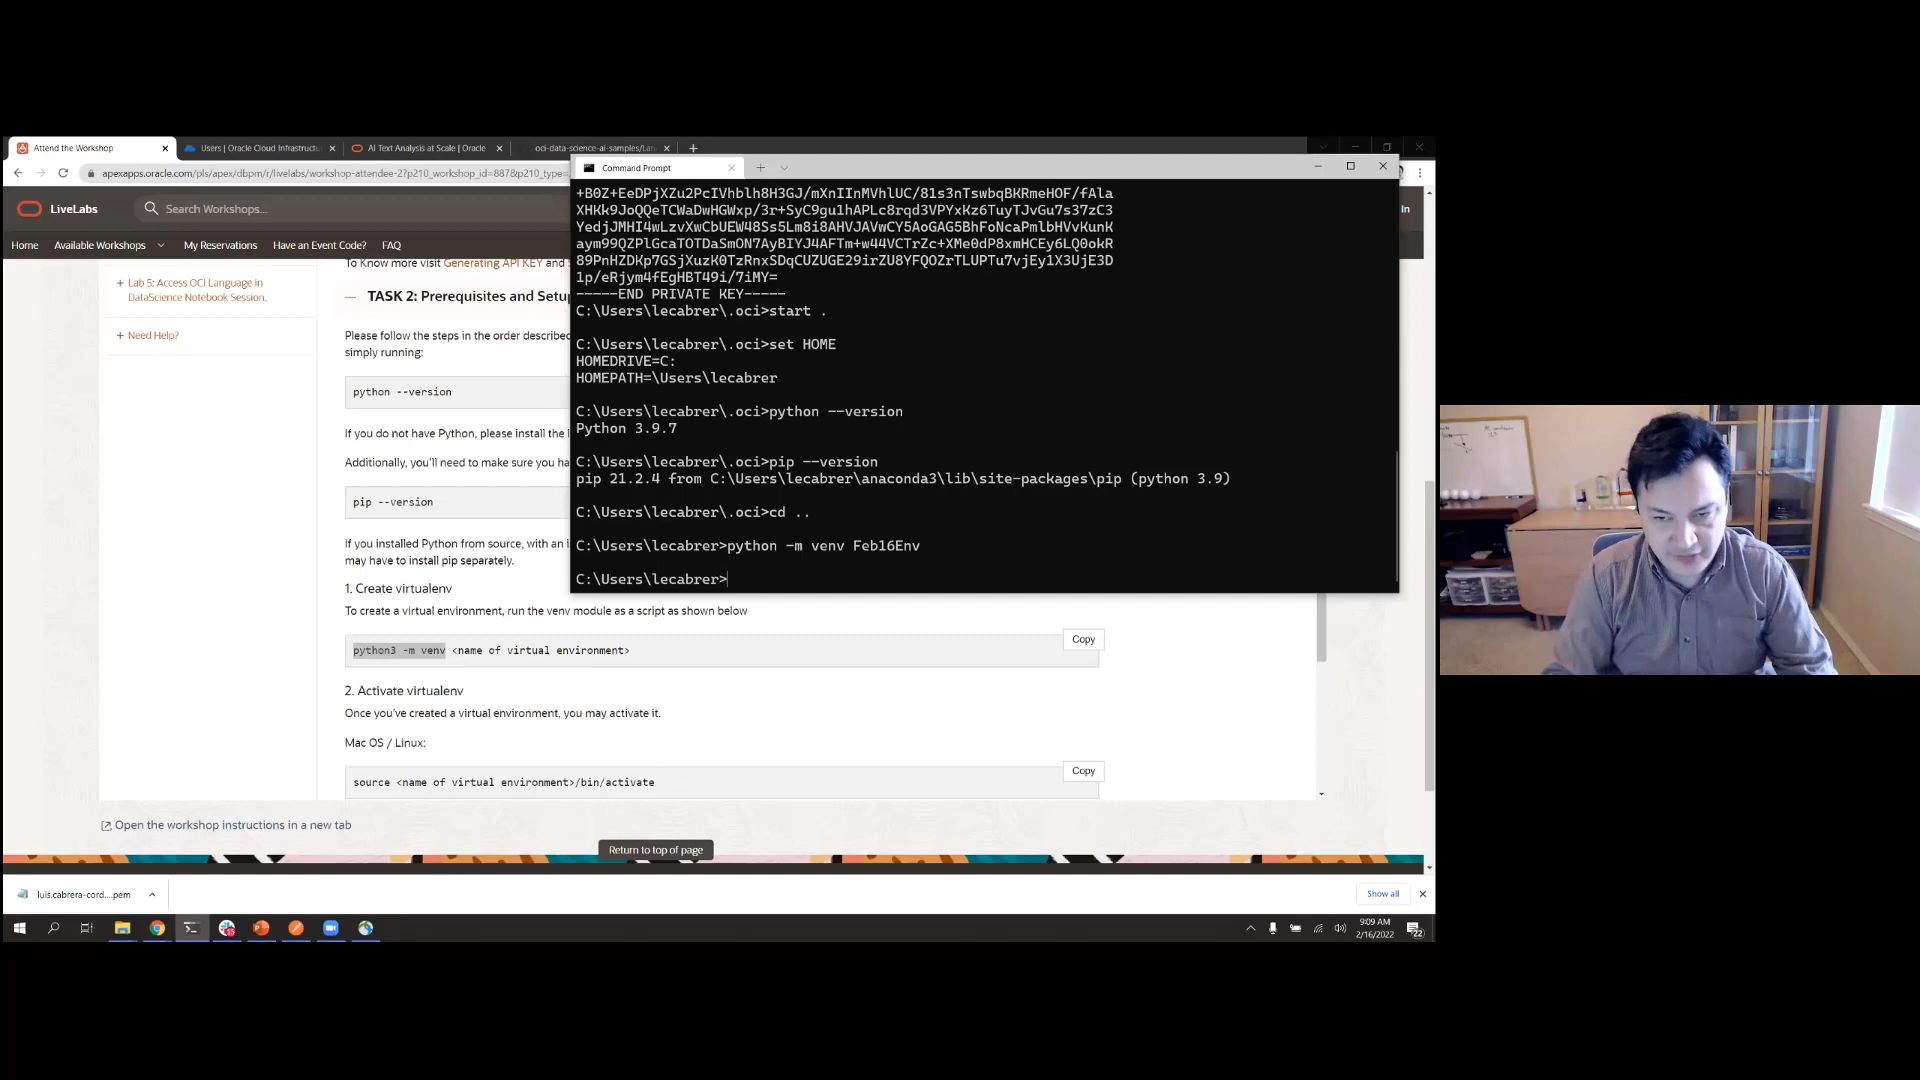 Attend the Workshop
Users | Oracle Cloud Infrastructu
AI Text Analysis at Scale | Oracle
oci-data-science-ai-samples/Lan
apexapps.oracle.com/pls/apex/dbpm/r/livelabs/workshop-attendee-2?p210_workshop_id=887&p210_type=
LiveLabs
Search Workshops...
In
Home
Available Workshops
My Reservations
Have an Event Code?
FAQ
+ Lab 5: Access OCI Language in
DataScience Notebook Session.
+ Need Help?
To Know more visit Generating API KEY and
— TASK 2: Prerequisites and Setup
Please follow the steps in the order described
simply running:
python --version
If you do not have Python, please install the l
Additionally, you'll need to make sure you ha
pip --version
If you installed Python from source, with an i
may have to install pip separately.
1. Create virtualenv
To create a virtual environment, run the venv module as a script as shown below
Copy
python3 -m venv <name of virtual environment>
2. Activate virtualenv
Once you've created a virtual environment, you may activate it.
Mac OS / Linux:
Copy
source <name of virtual environment>/bin/activate
Open the workshop instructions in a new tab
Return to top of page
Command Prompt
-----END PRIVATE KEY-----
C:\Users\lecabrer\.oci>start .
C:\Users\lecabrer\.oci>set HOME
HOMEDRIVE=C:
HOMEPATH=\Users\lecabrer
C:\Users\lecabrer\.oci>python --version
Python 3.9.7
C:\Users\lecabrer\.oci>pip --version
pip 21.2.4 from C:\Users\lecabrer\anaconda3\lib\site-packages\pip (python 3.9)
C:\Users\lecabrer\.oci>cd ..
C:\Users\lecabrer>python -m venv Feb16Env
C:\Users\lecabrer>
luis.cabrera-cord....pem
Show all
9:09 AM
2/16/2022
22